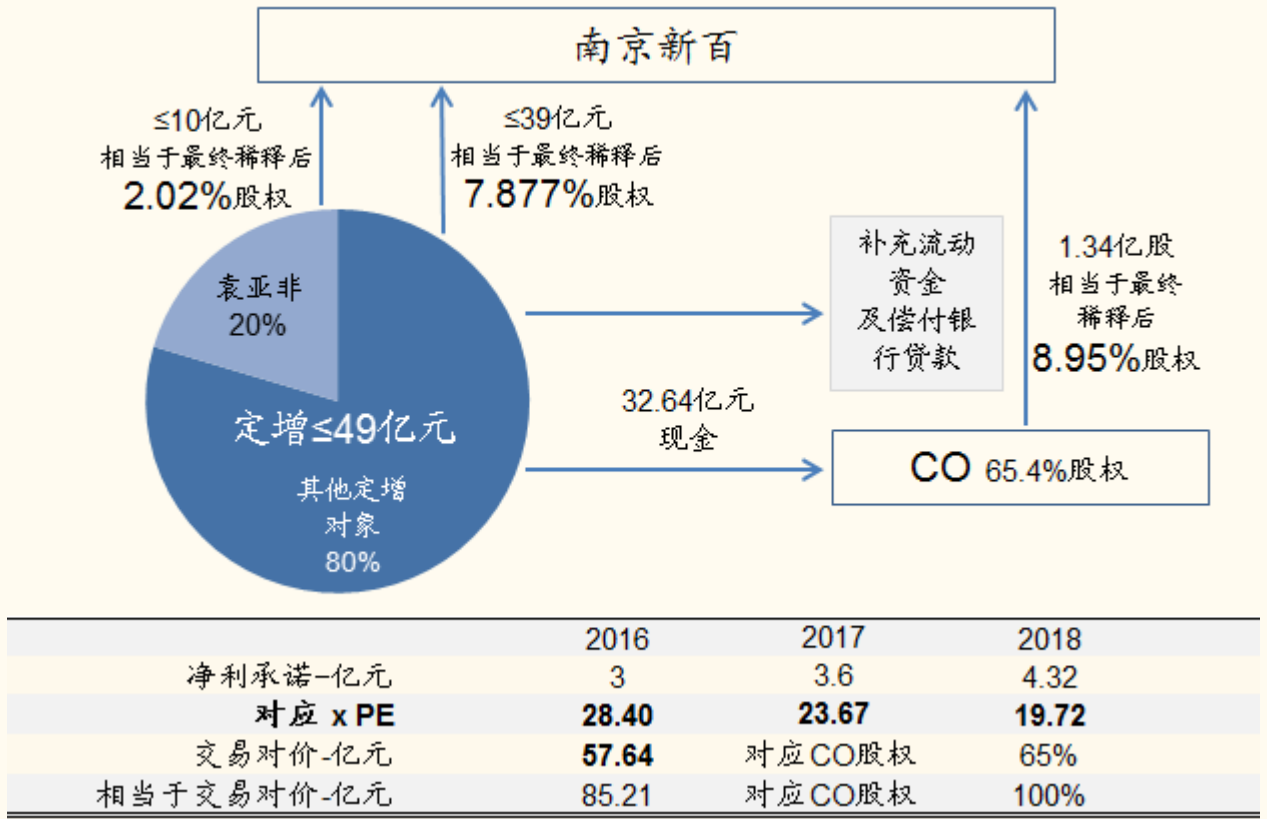 南京新百
≤10亿元
相当于最终稀释后
2.02%股权
≤39亿元
相当于最终稀释后
7.877%股权
袁亚非
20%
定增≤49亿元
其他定增
对象
80%
补充流动
资金
及偿付银
行贷款
1.34亿股
相当于最终
稀释后
8.95%股权
32.64亿元
现金
CO 65.4%股权
2016 2017 2018
净利承诺-亿元 3 3.6 4.32
对应 x PE 28.40 23.67 19.72
交易对价-亿元 57.64 对应CO股权 65%
相当于交易对价-亿元 85.21 对应CO股权 100%